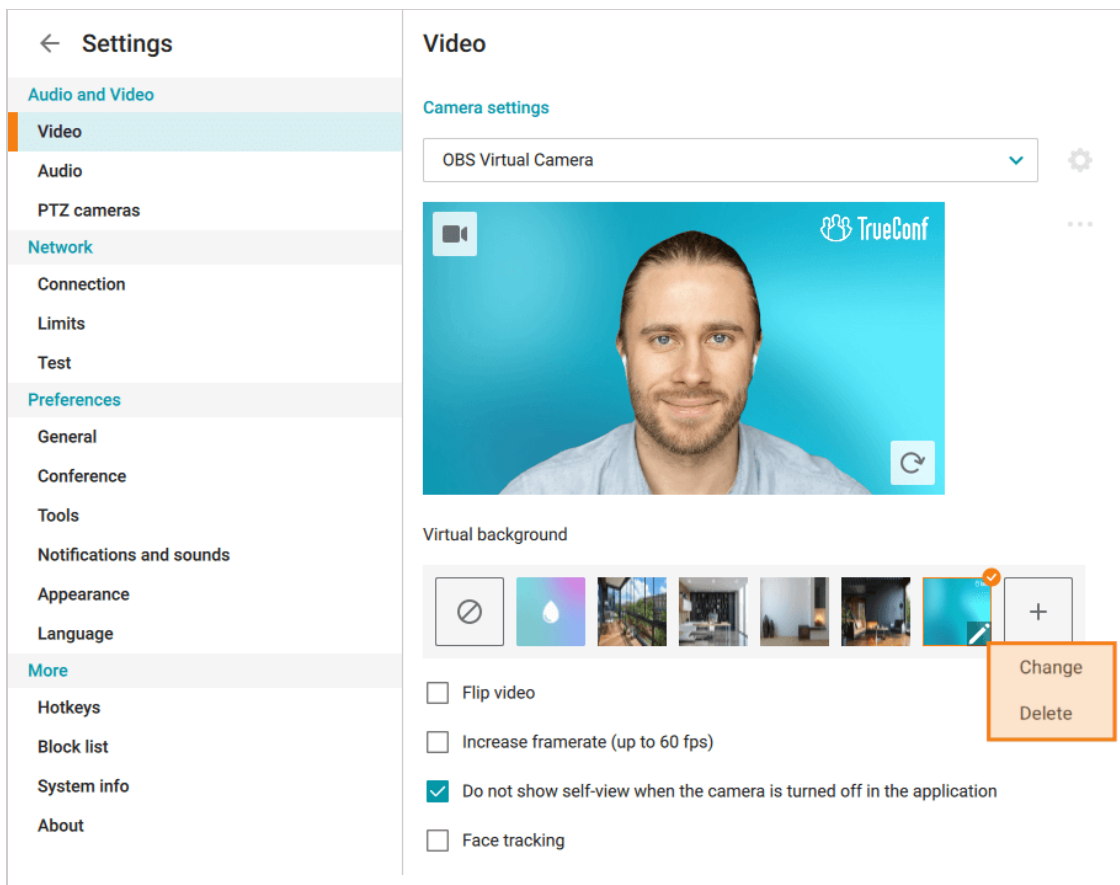 Settings
Audio and Video
Video
Audio
PTZ cameras
Network
Connection
Limits
Test
Preferences
General
Conference
Tools
Notifications and sounds
Appearance
Language
More
Hotkeys
Block list
System info
About
Video
Camera settings
OBS Virtual Camera
TrueConf
Virtual background
Change
Delete
Flip video
Increase framerate (up to 60 fps)
Do not show self-view when the camera is turned off in the application
Face tracking